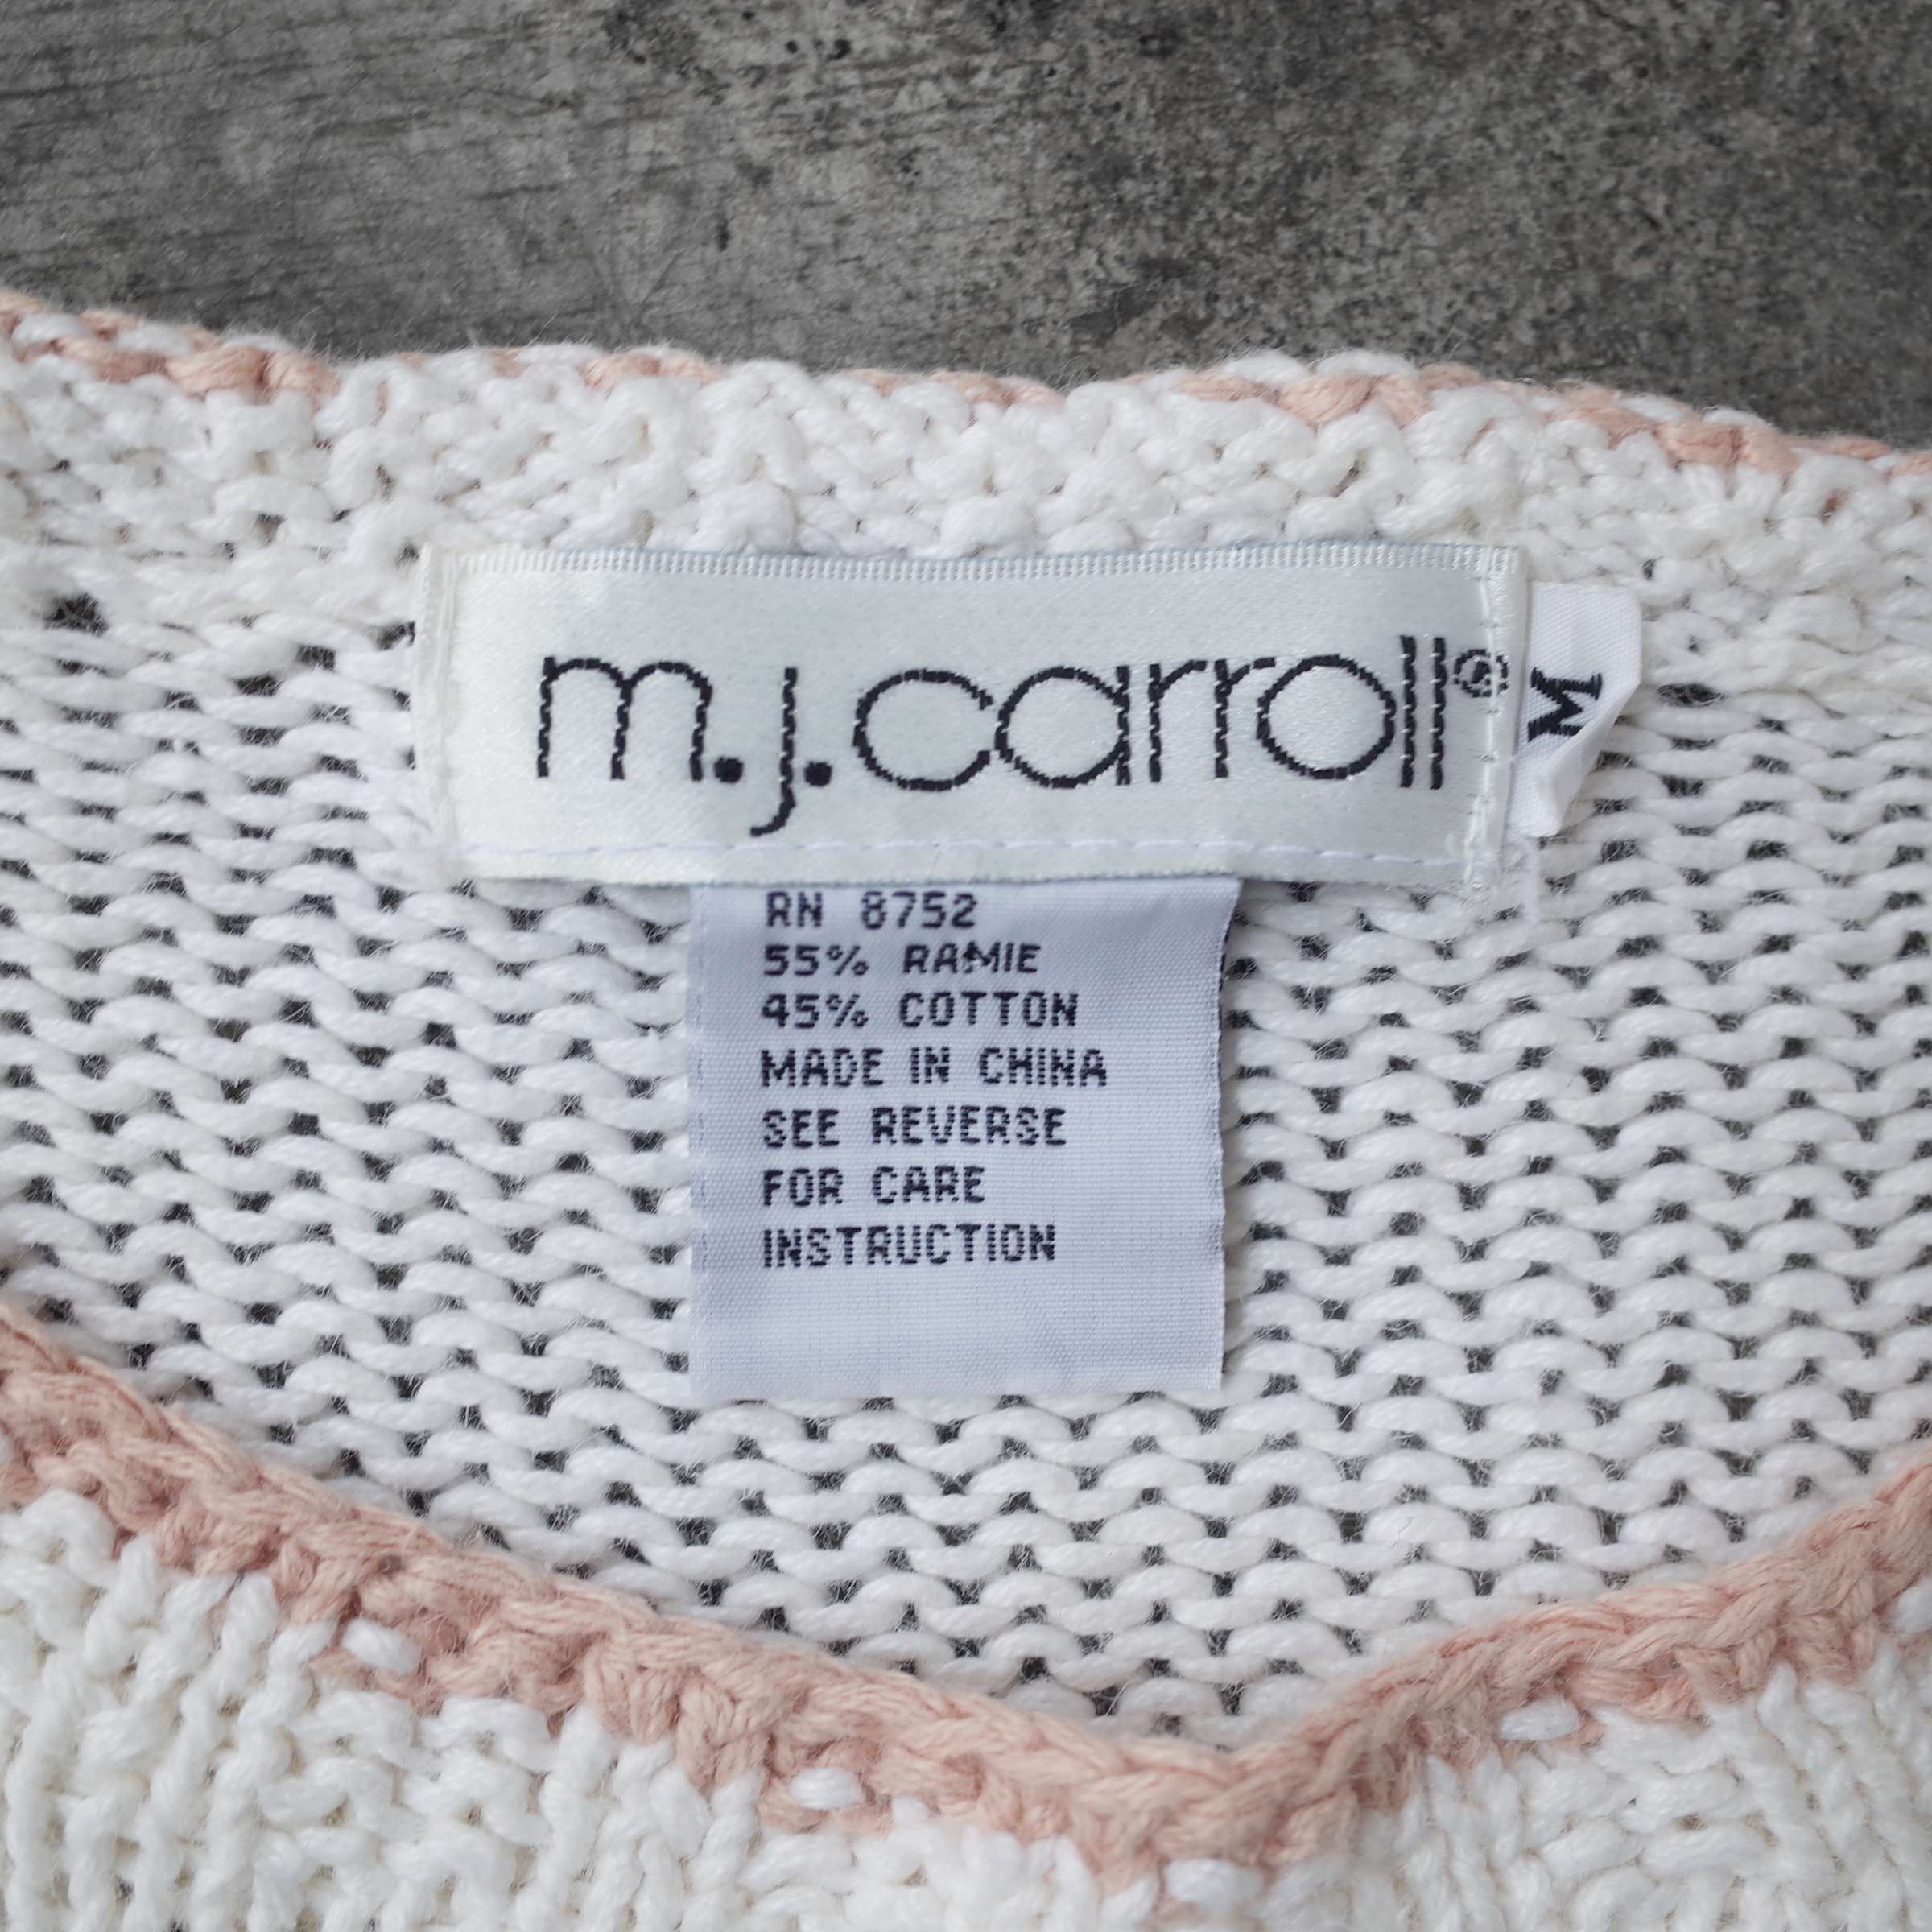 m.j.carroll®
M
RN 8752
55% RAMIE
45% COTTON
MADE IN CHINA
SEE REVERSE
FOR CARE
INSTRUCTION